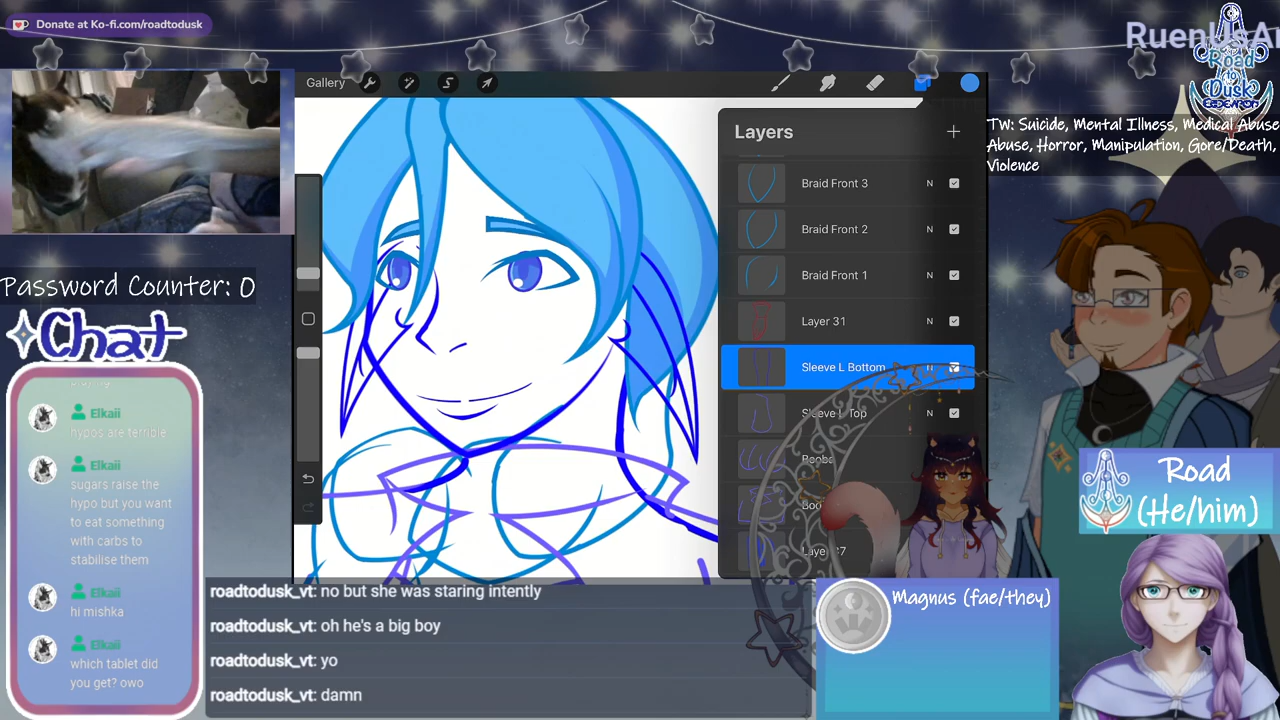 Donate at Ko-fi.com/roadtodusk
RuenUsAr
Road
to
Dusk
Gallery
Layers
Tw: Suicide, Mental Illness, Medical Abuse
Abuse, Horror, Manipulation, Gore/Death,
Violence
Braid Front 3
N
Braid Front 2
N
Braid Front 1
N
Layer 31
N
Sleeve L Bottom
Sleeve L Top
N
Password Counter: 0
Chat
Elkaii
hypos are terrible
Elkaii
sugars raise the
hypo but you want
to eat something
with carbs to
stabilise them
Elkaii
hi mishka
Elkaii
which tablet did
you get? owo
roadtodusk_vt: no but she was staring intently
roadtodusk_vt: oh he's a big boy
roadtodusk_vt: yo
roadtodusk_vt: damn
Magnus (fae/they)
Road
(He/him)